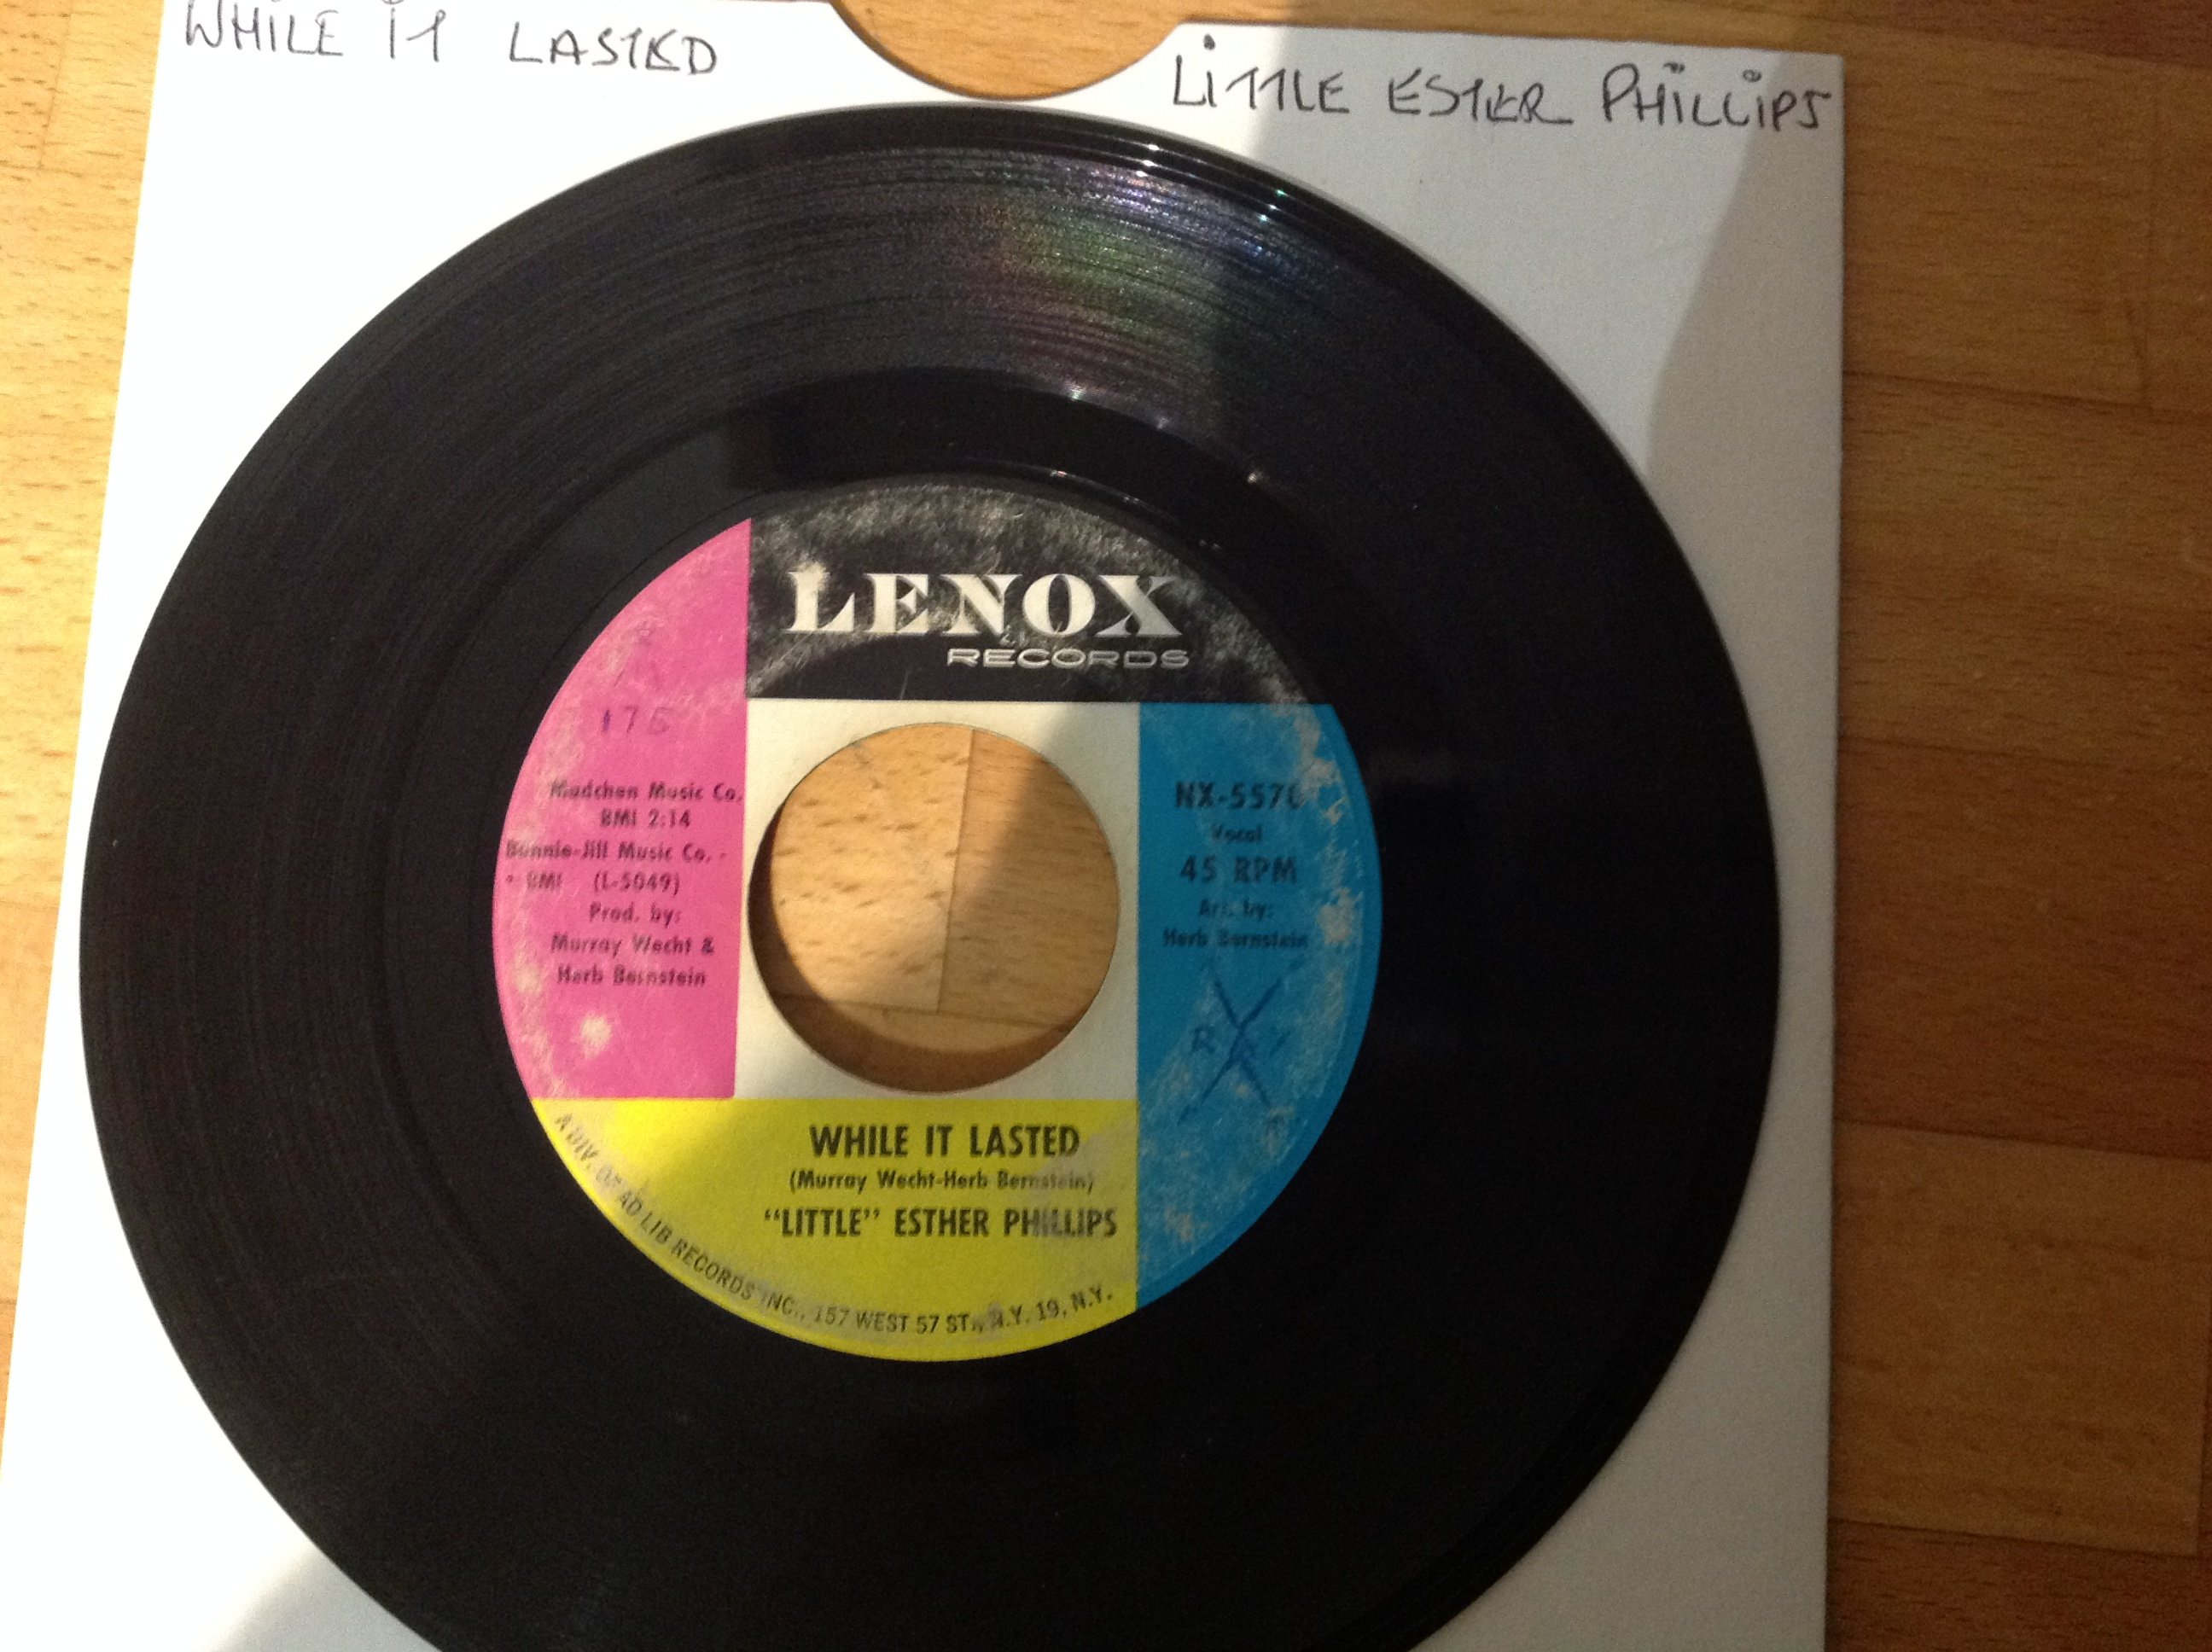 WHILE IT LASTED
LITTLE ESTER PHILLIPS
LENOX
RECORDS
175
Madchen Music Co.
BMI 2:14
Bonnie-Jill Music Co. -
BMI (L-5049)
Prod. by:
Murray Wecht &
Herb Bernstein
Vocal
45 RPM
Arr. by:
Herb Bernstein
WHILE IT LASTED
(Murray Wecht-Herb Bernstein)
"LITTLE" ESTHER PHILLIPS
A DIV. OF AD LIB RECORDS INC., 157 WEST 57 ST., N.Y. 19, N.Y.